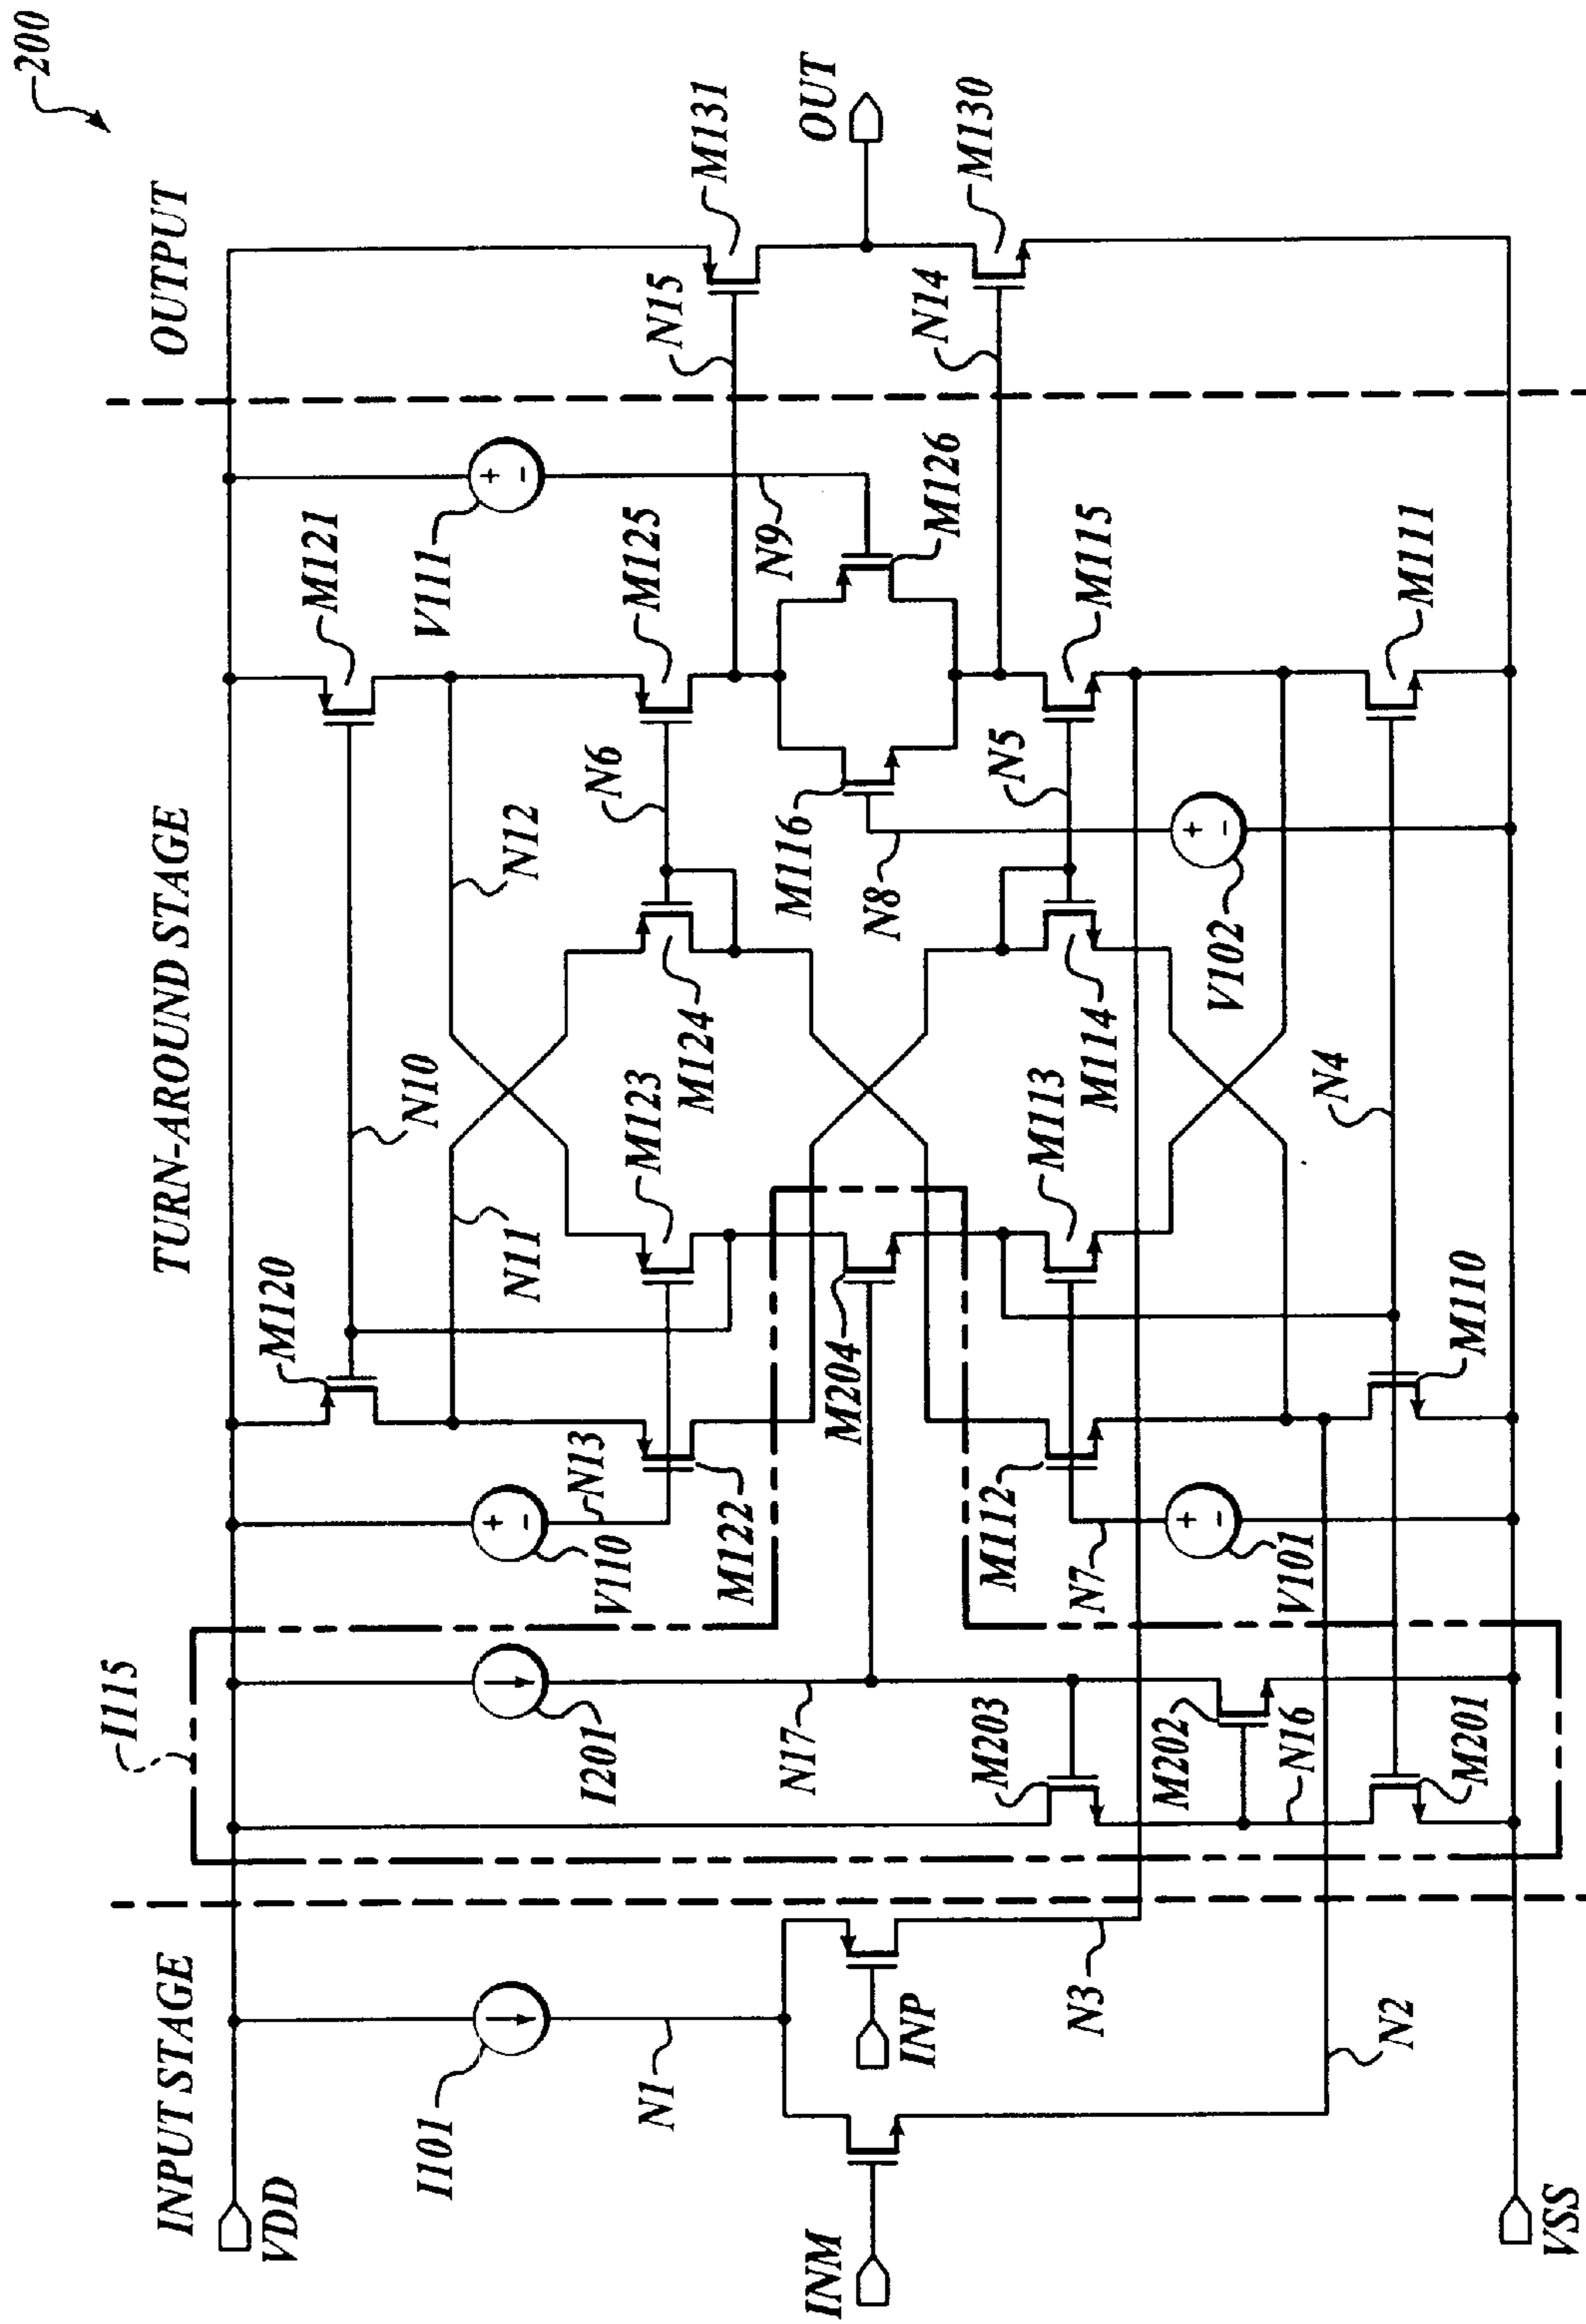 200
INPUT STAGE
TURN-AROUND STAGE
OUTPUT
VDD
I101
N1
INM
INP
N3
N2
VSS
I115
I201
N17
M203
M202
N16
M201
M120
N10
N11
N12
M121
V110
N13
M122
M123
M124
N6
M125
V111
N9
M126
M116
N8
M204
M112
N7
V101
M113
M114
N5
M115
V102
M110
N4
M111
N15
M131
OUT
N14
M130